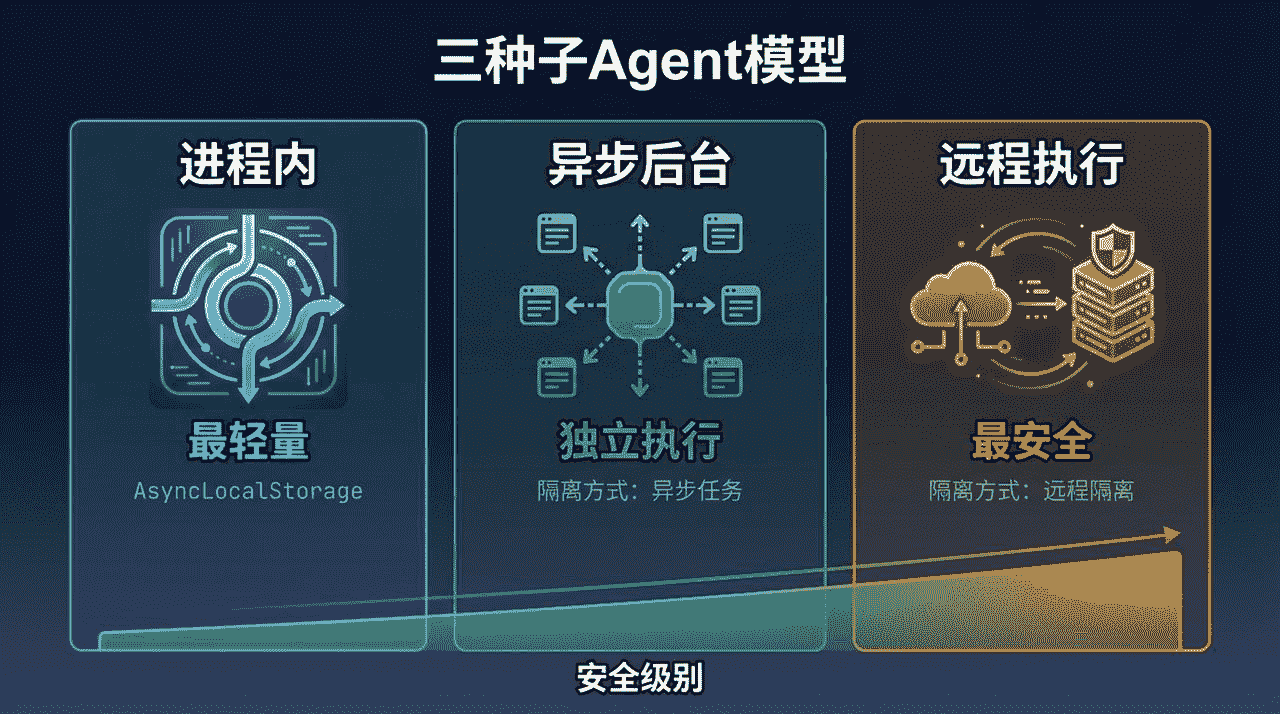 三种子Agent模型
进程内
最轻量
AsyncLocalStorage
异步后台
独立执行
隔离方式：异步任务
远程执行
最安全
隔离方式：远程隔离
安全级别